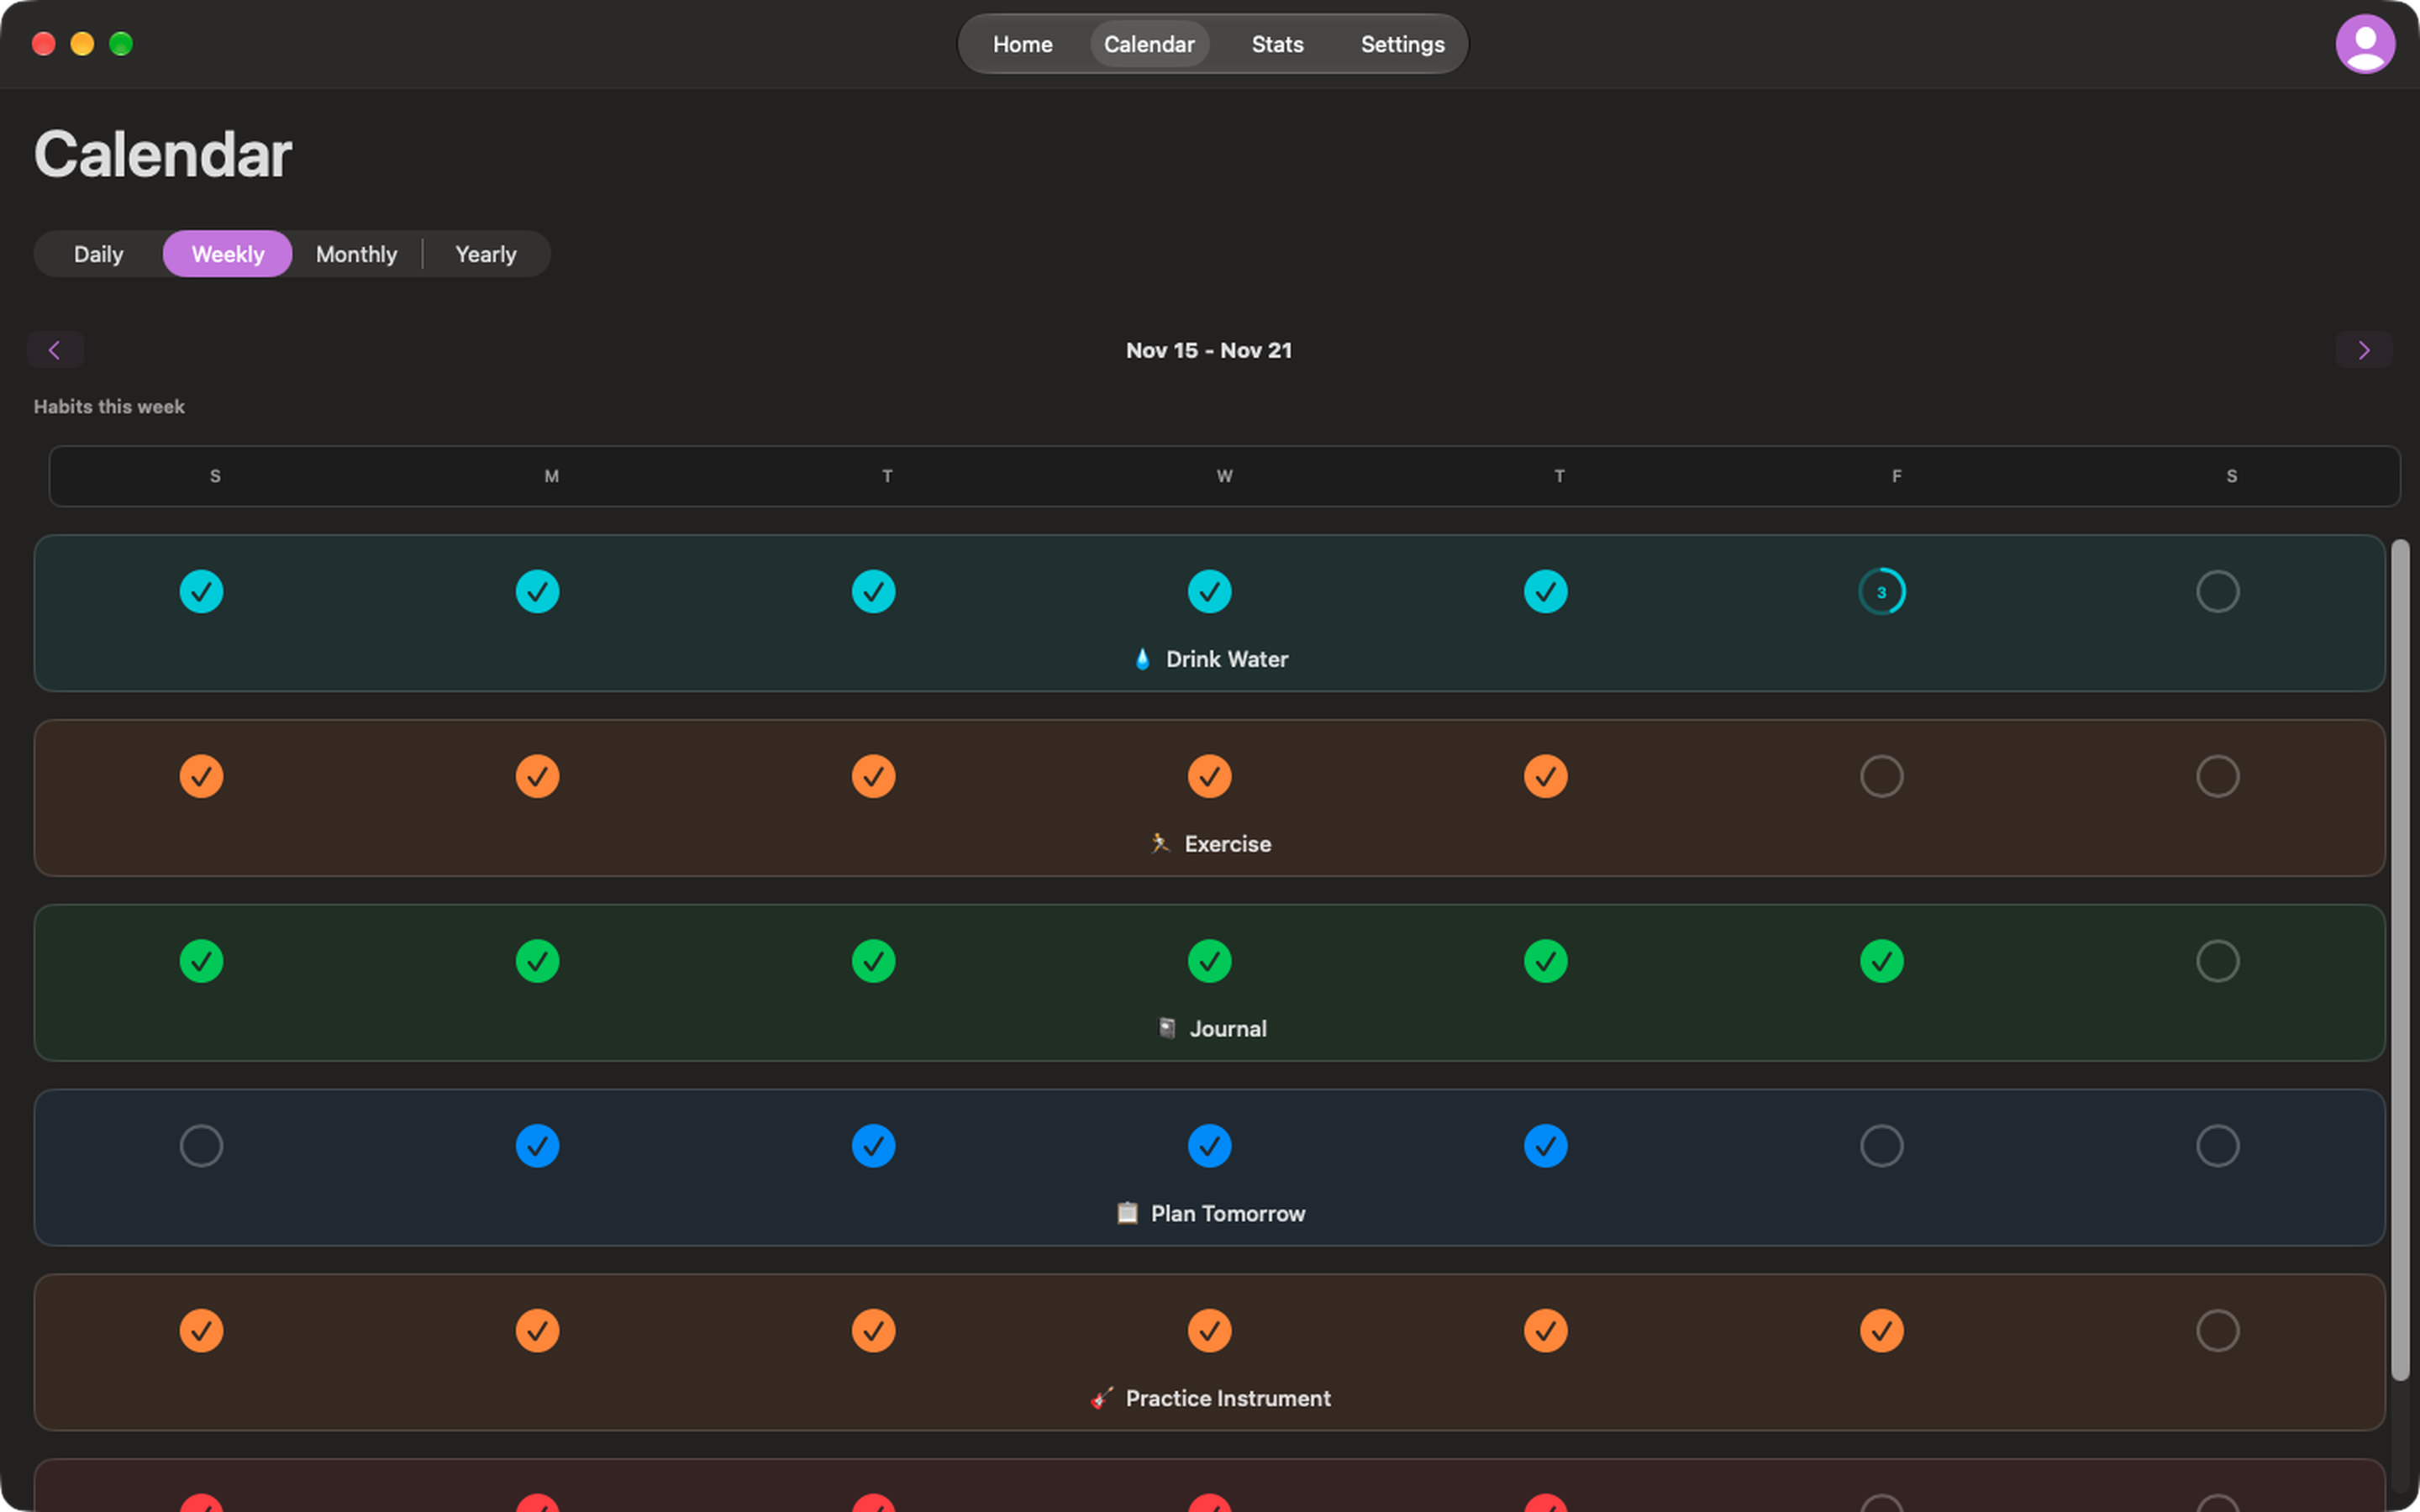 Home Calendar Stats Settings
Calendar
Daily Weekly Monthly Yearly
Nov 15 - Nov 21
Habits this week
S M T W T F S
3
Drink Water
Exercise
Journal
Plan Tomorrow
Practice Instrument